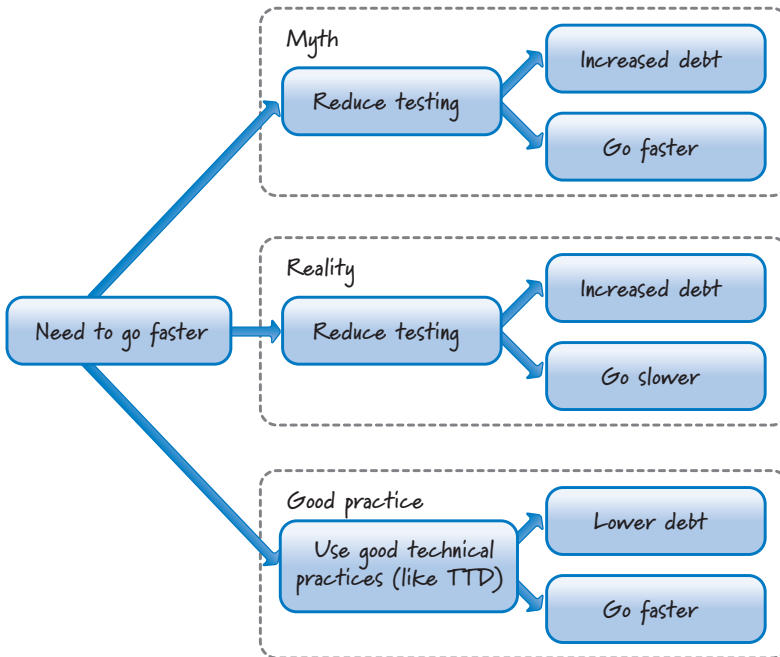 Myth
Reduce testing
Increased debt
Go faster
Need to go faster
Reality
Reduce testing
Increased debt
Go slower
Good practice
Use good technical
practices (like TTD)
Lower debt
Go faster